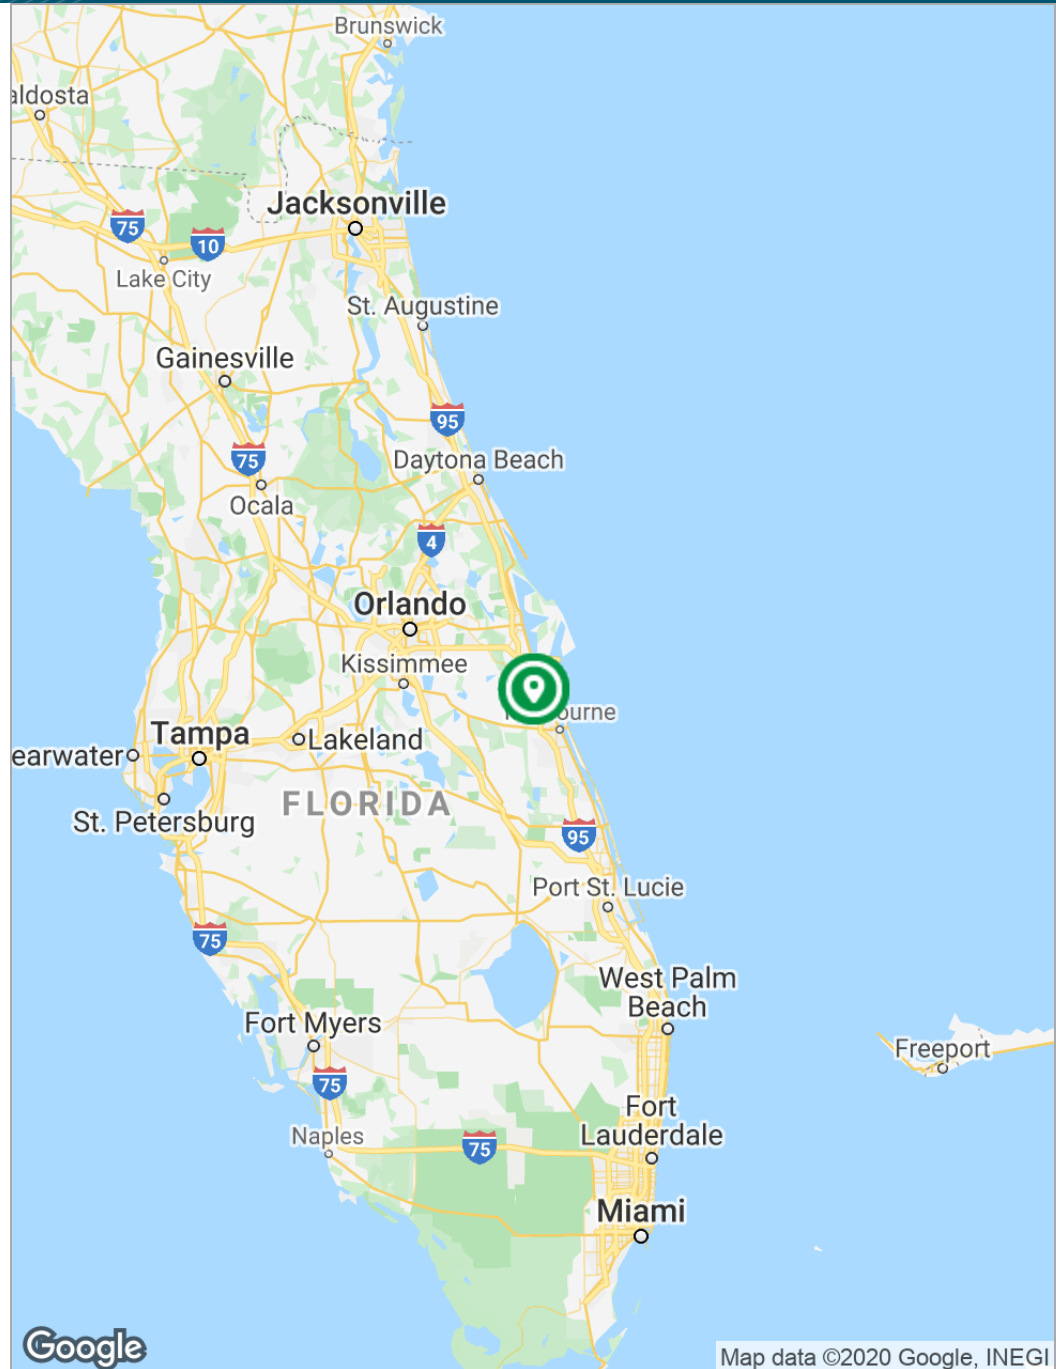 Brunswick
aldosta
Jacksonville
75
10
Lake City
St. Augustine
Gainesville
95
Daytona Beach
75
Ocala
4
Orlando
Kissimmee
ourne
Tampa
Lakeland
earwater
FLORIDA
St. Petersburg
95
Port St. Lucie
75
West Palm
Beach
Fort Myers
Freeport
75
Fort
Lauderdale
Naples
75
Miami
Google
Map data ©2020 Google, INEGI